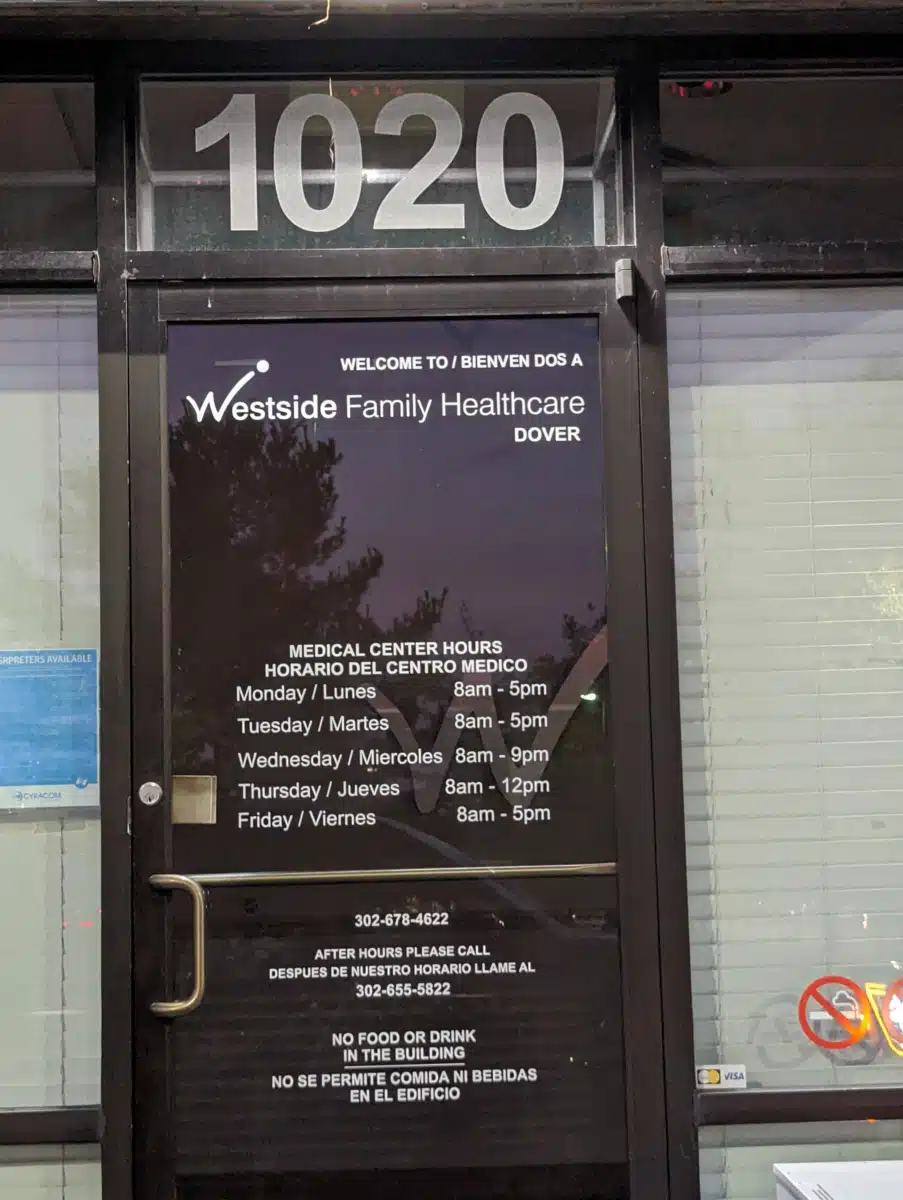 1020
WELCOME TO / BIENVEN DOS A
Westside Family Healthcare
DOVER
MEDICAL CENTER HOURS
HORARIO DEL CENTRO MEDICO
Monday / Lunes 8am - 5pm
Tuesday / Martes 8am - 5pm
Wednesday / Miercoles 8am - 9pm
Thursday / Jueves 8am - 12pm
Friday / Viernes 8am - 5pm
302-678-4622
AFTER HOURS PLEASE CALL
DESPUES DE NUESTRO HORARIO LLAME AL
302-655-5822
NO FOOD OR DRINK
IN THE BUILDING
NO SE PERMITE COMIDA NI BEBIDAS
EN EL EDIFICIO
RPRETERS AVAILABLE
CYRACOM
VISA